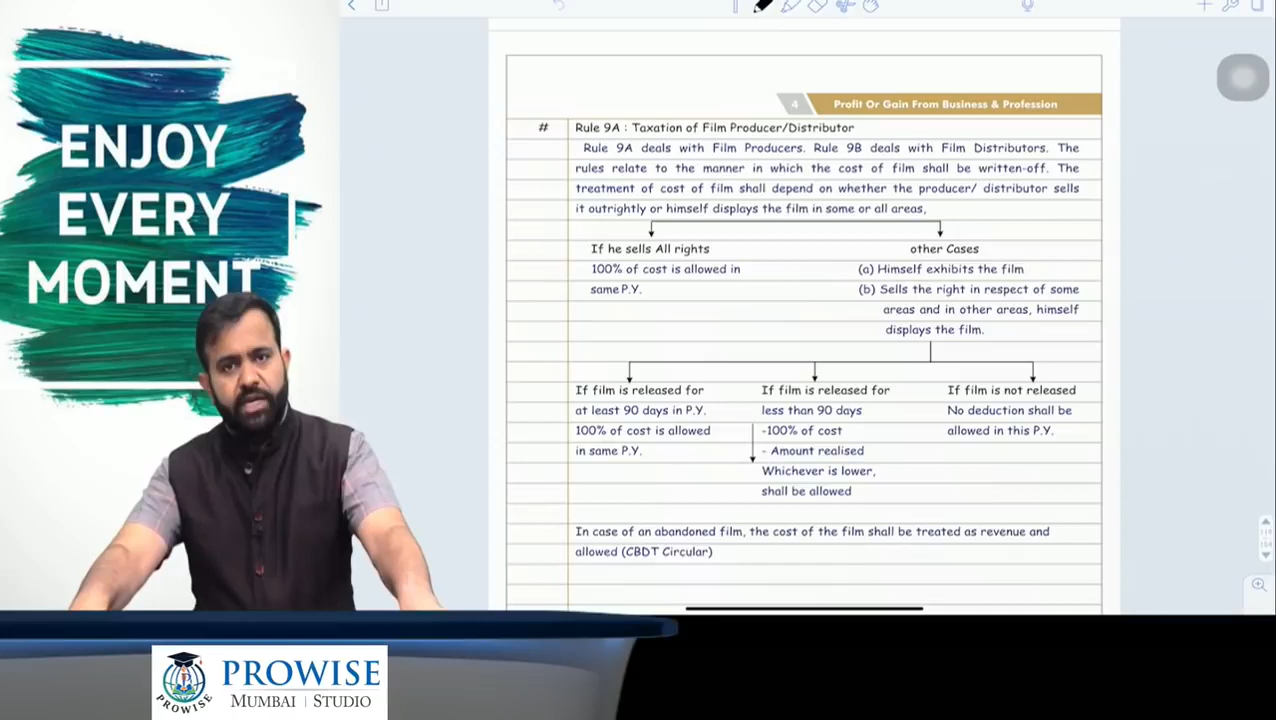 ENJOY
EVERY
MOMENT
4 Profit Or Gain From Business & Profession
# Rule 9A : Taxation of Film Producer/Distributor
Rule 9A deals with Film Producers. Rule 9B deals with Film Distributors. The
rules relate to the manner in which the cost of film shall be written-off. The
treatment of cost of film shall depend on whether the producer/ distributor sells
it outrightly or himself displays the film in some or all areas,
If he sells All rights
100% of cost is allowed in
same P.Y.
other Cases
(a) Himself exhibits the film
(b) Sells the right in respect of some
areas and in other areas, himself
displays the film.
If film is released for
at least 90 days in P.Y.
100% of cost is allowed
in same P.Y.
If film is released for
less than 90 days
-100% of cost
- Amount realised
Whichever is lower,
shall be allowed
If film is not released
No deduction shall be
allowed in this P.Y.
In case of an abandoned film, the cost of the film shall be treated as revenue and
allowed (CBDT Circular)
PROWISE
PROWISE
MUMBAI | STUDIO